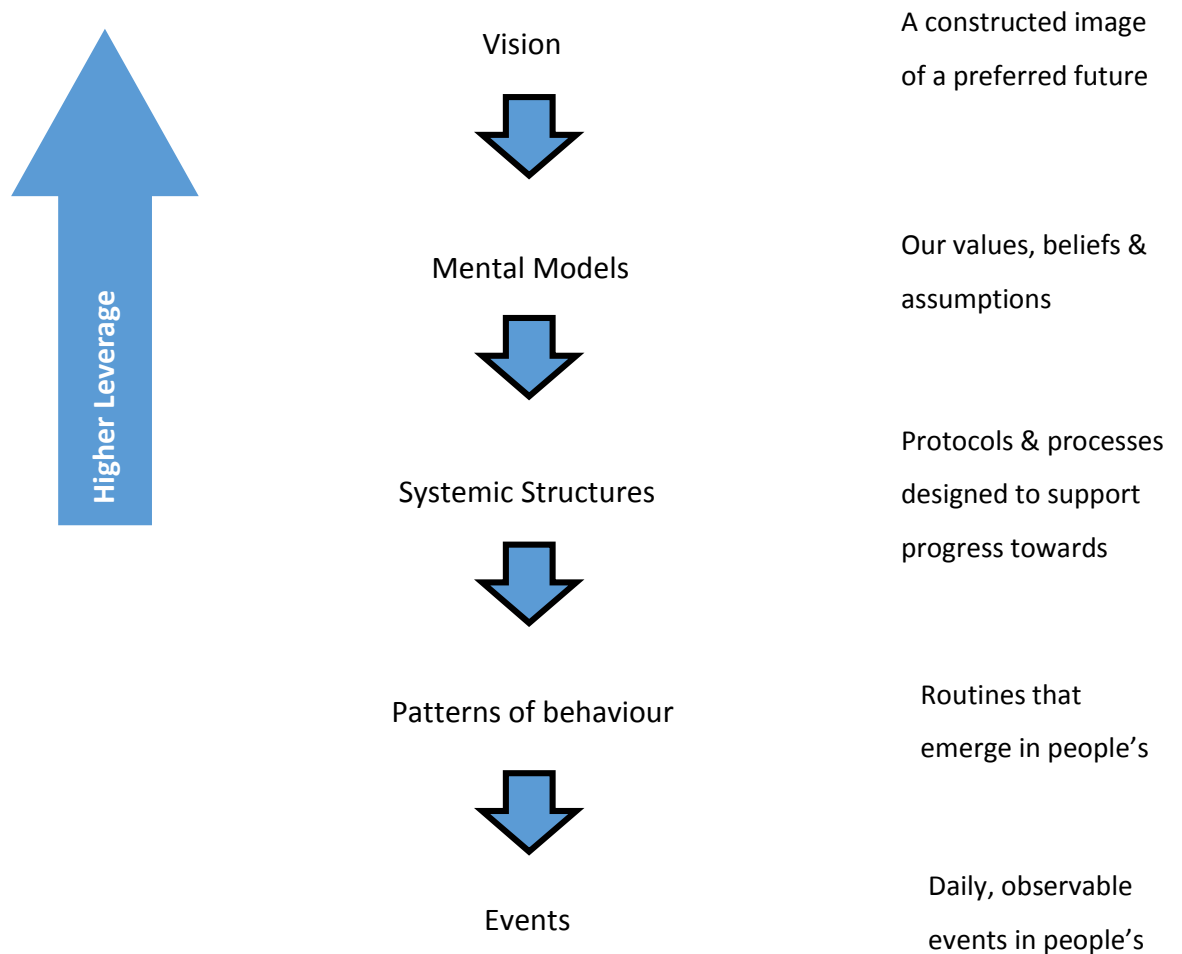 A constructed image
Vision
of a preferred future
Our values, beliefs &
Mental Models
assumptions
Higher Leverage
Protocols & processes
Systemic Structures
designed to support
progress towards
Routines that
Patterns of behaviour
emerge in people’s
Daily, observable
Events
events in people’s